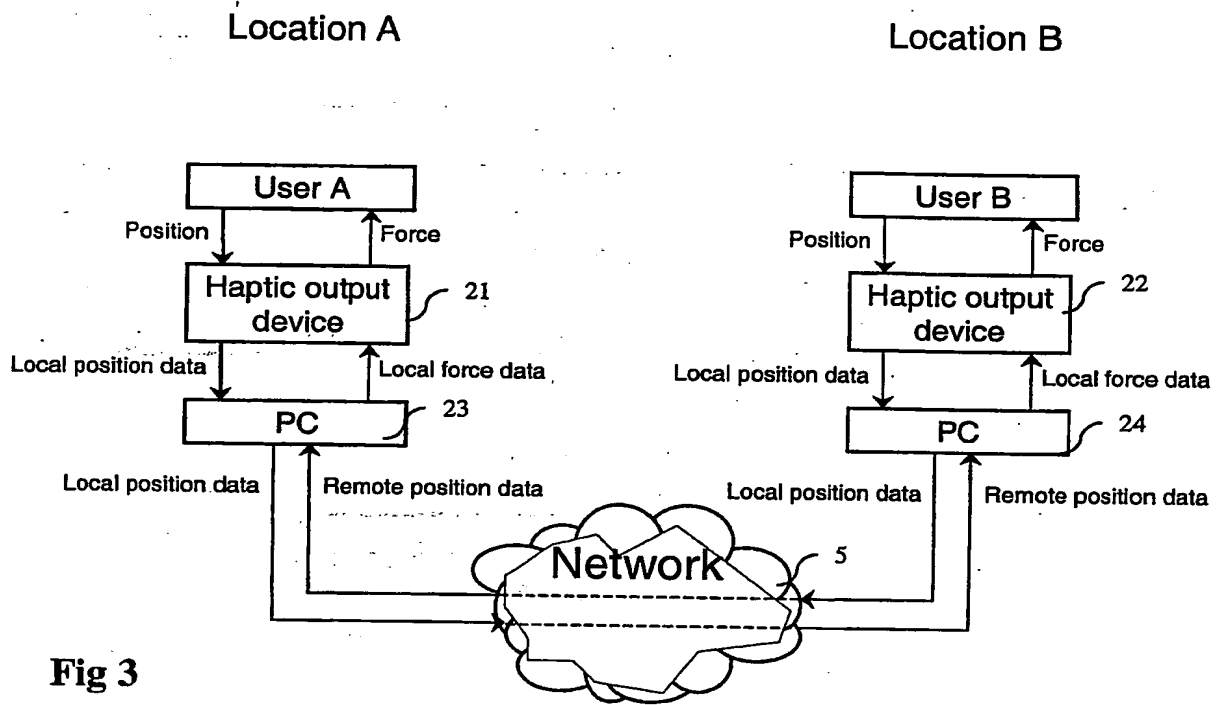 Location A
Location B
User A
User B
Position
Force
Position
Force
Haptic output
device
21
Haptic output
device
22
Local position data
Local force data
Local position data
Local force data
PC
23
PC
24
Local position data
Remote position data
Local position data
Remote position data
Network
5
Fig 3